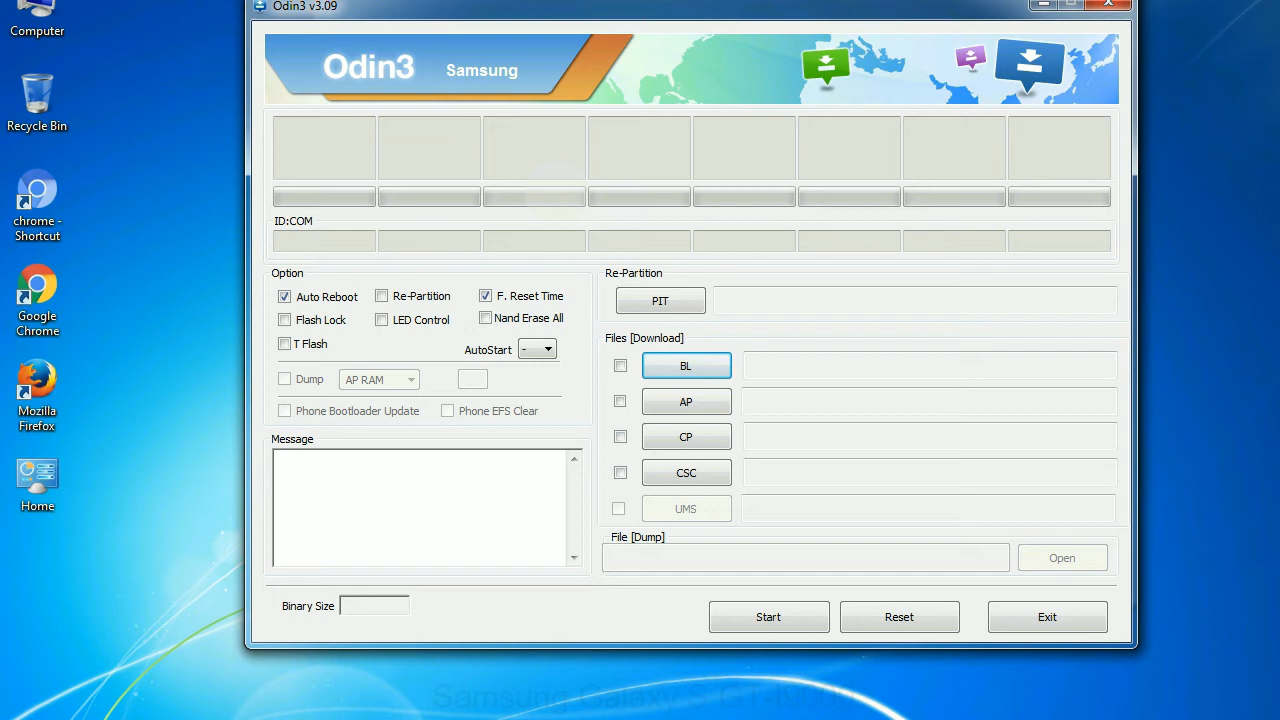 Odin3 v3.09
Computer
Recycle Bin
chrome -
Shortcut
Google
Chrome
Mozilla
Firefox
Home
Odin3 Samsung
ID:COM
Option
Auto Reboot
Re-Partition
F. Reset Time
Flash Lock
LED Control
Nand Erase All
T Flash
AutoStart -
Dump
AP RAM
Phone Bootloader Update
Phone EFS Clear
Message
Re-Partition
PIT
Files [Download]
BL
AP
CP
CSC
UMS
File [Dump]
Open
Binary Size
Start
Reset
Exit
Samsung Galaxy S